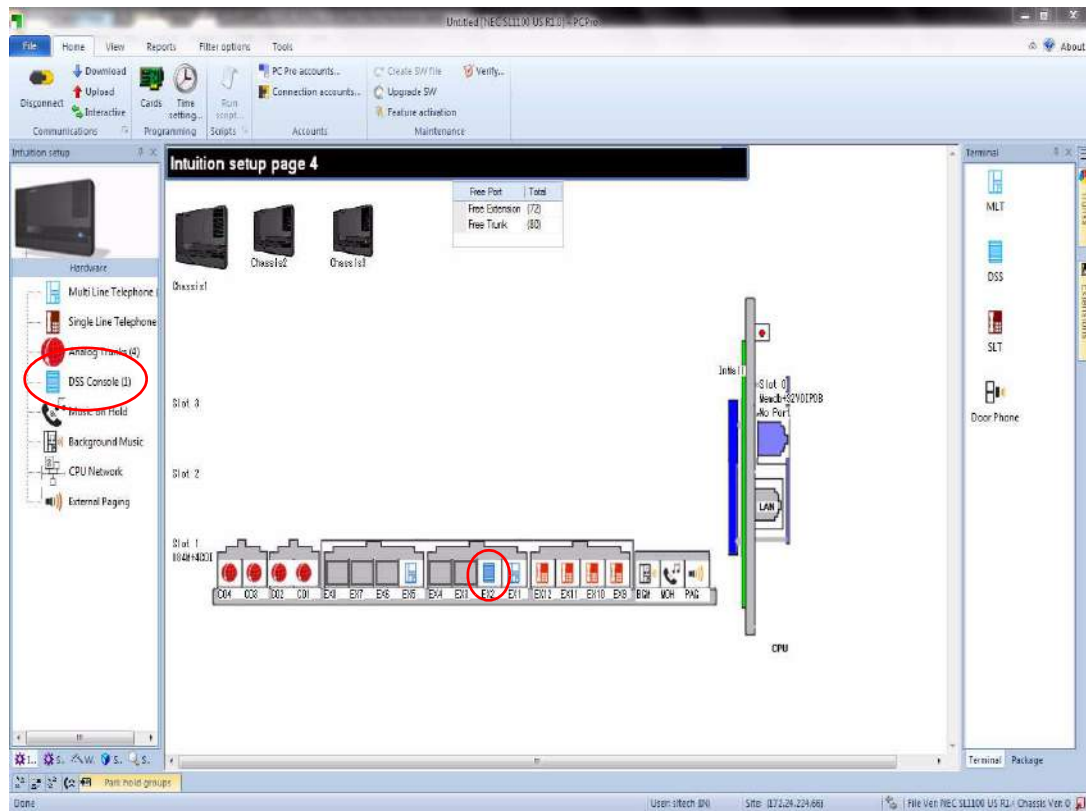 Untitled [NEC SL1100 US R1.0] - PCPro
File Home View Reports Filter options Tools
About
Disconnect
Download
Upload
Interactive
Communications
Cards
Time setting...
Programming
Run script...
Scripts
PC Pro accounts...
Connection accounts...
Accounts
Create SW file
Upgrade SW
Feature activation
Verify...
Maintenance
Intuition setup
Hardware
Multi Line Telephone (
Single Line Telephone
Analog Trunks (4)
DSS Console (1)
Music on Hold
Background Music
CPU Network
External Paging
I... S.. W. S.. S.
Intuition setup page 4
Free Port Total
Free Extension (72)
Free Trunk (80)
Chassis1
Chassis2
Slot 3
Slot 2
Slot 1
CO4 CO3 CO2 CO1 EX8 EX7 EX6 EX5 EX4 EX3 EX2 EX1 EX12 EX11 EX10 EX9 BGM MOH PAG
Slot 0
No Port
LAN
CPU
Terminal
MLT
DSS
SLT
Door Phone
Trunks
Extensions
Terminal Package
Park hold groups
Done
Site: (172.24.224.66)
File Ver: NEC SL1100 US R1.
Chassis Ver: 0